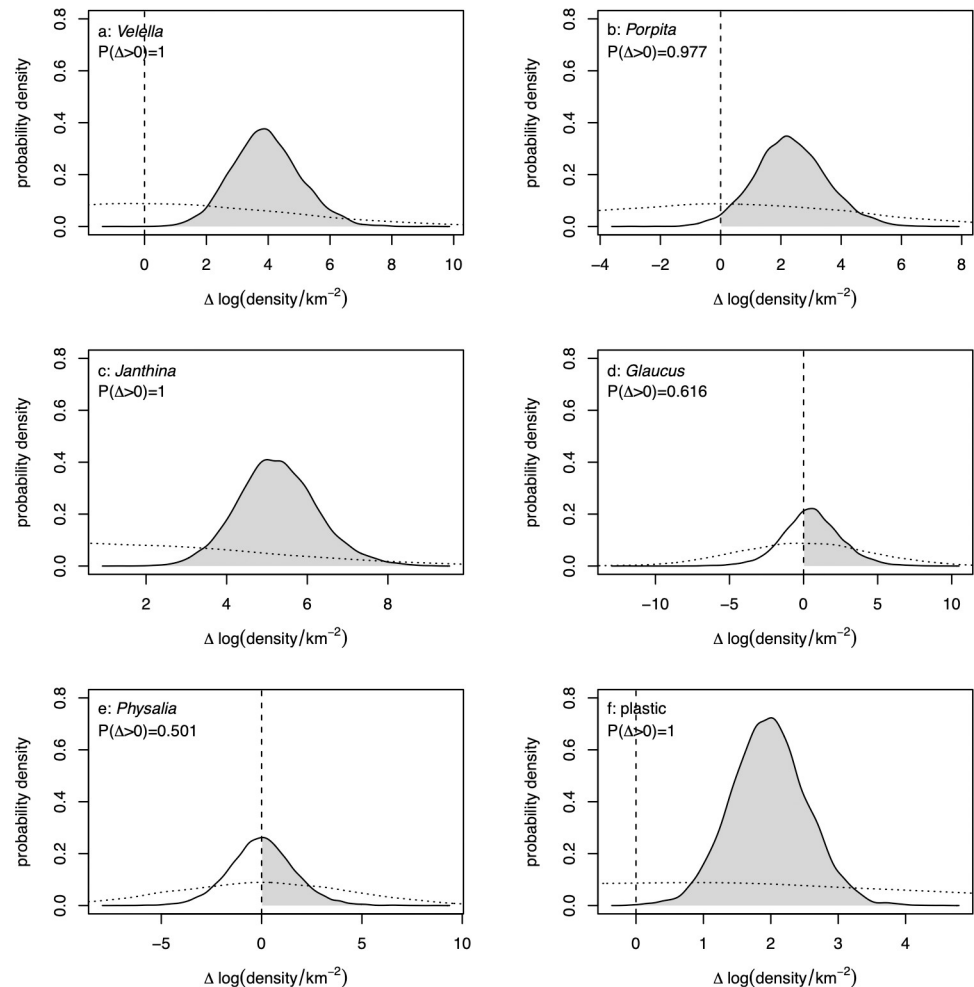 a: Velella
P(Δ>0)=1
probability density
0.0 0.2 0.4 0.6 0.8
0 2 4 6 8 10
Δ log(density/km⁻²)
b: Porpita
P(Δ>0)=0.977
probability density
0.0 0.2 0.4 0.6 0.8
−4 −2 0 2 4 6 8
Δ log(density/km⁻²)
c: Janthina
P(Δ>0)=1
probability density
0.0 0.2 0.4 0.6 0.8
2 4 6 8
Δ log(density/km⁻²)
d: Glaucus
P(Δ>0)=0.616
probability density
0.0 0.2 0.4 0.6 0.8
−10 −5 0 5 10
Δ log(density/km⁻²)
e: Physalia
P(Δ>0)=0.501
probability density
0.0 0.2 0.4 0.6 0.8
−5 0 5 10
Δ log(density/km⁻²)
f: plastic
P(Δ>0)=1
probability density
0.0 0.2 0.4 0.6 0.8
0 1 2 3 4
Δ log(density/km⁻²)